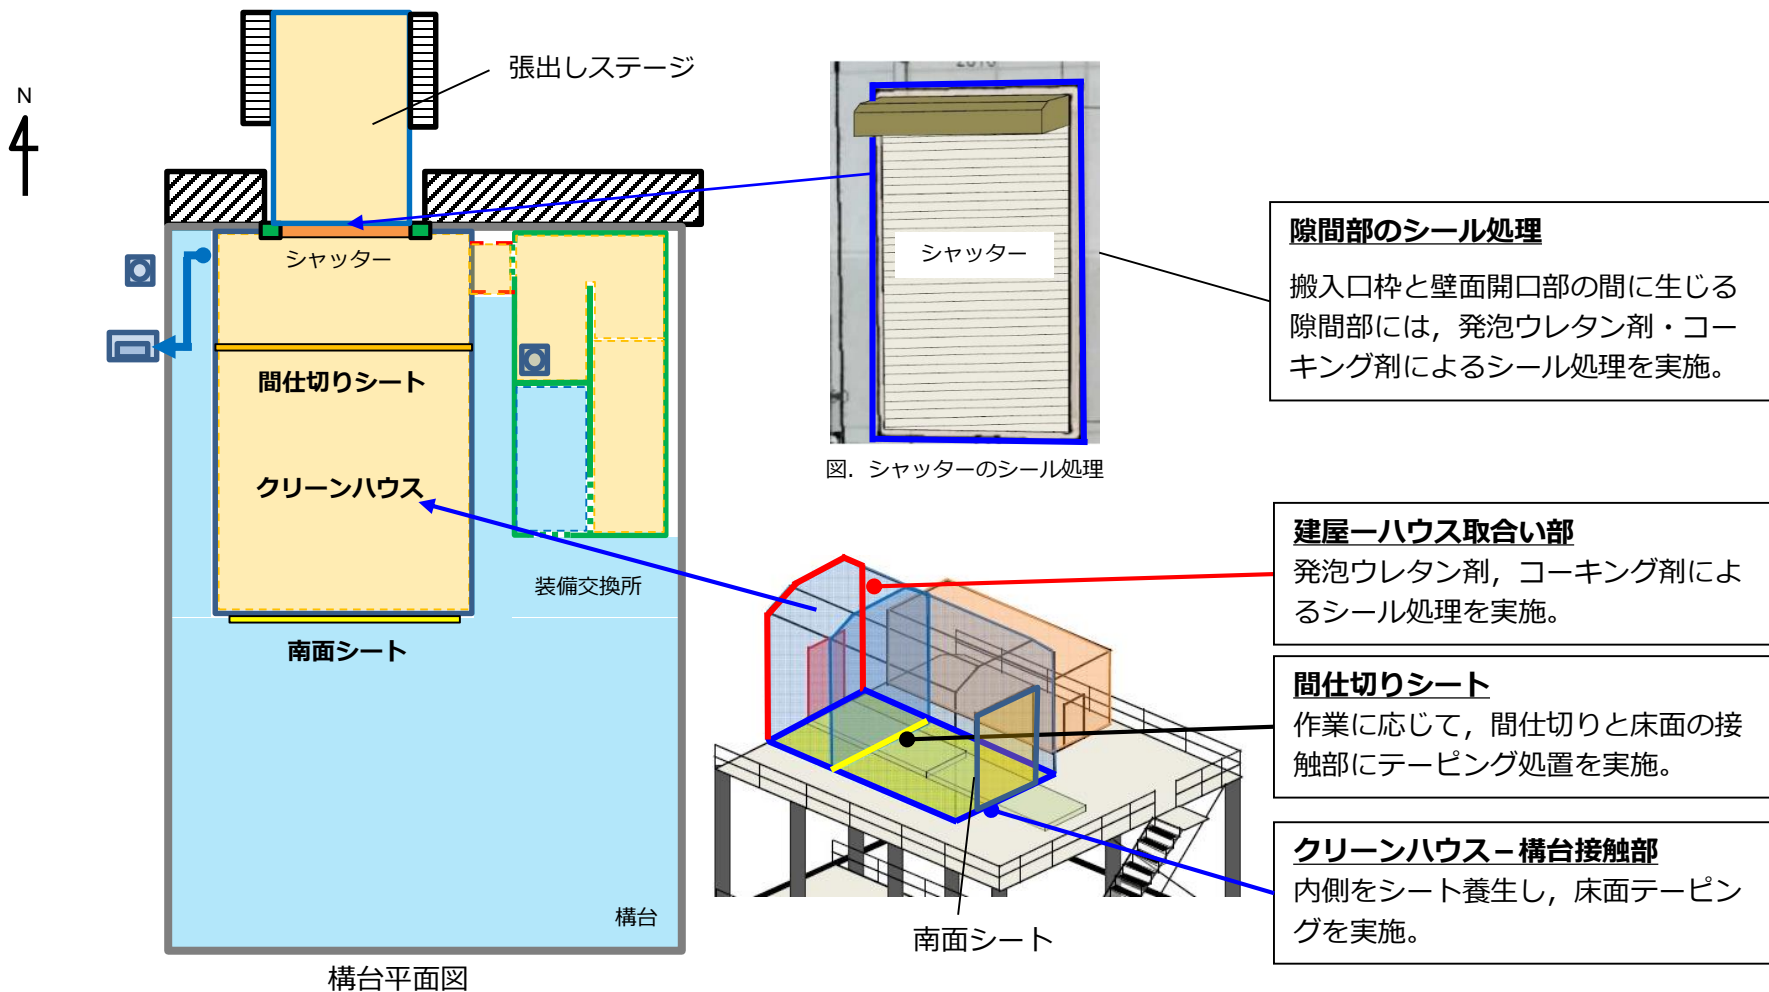 N
張出しステージ
シャッター
間仕切りシート
クリーンハウス
装備交換所
南面シート
構台
構台平面図
シャッター
図．シャッターのシール処理
隙間部のシール処理
搬入口枠と壁面開口部の間に生じる
隙間部には，発泡ウレタン剤・コー
キング剤によるシール処理を実施。
建屋ーハウス取合い部
発泡ウレタン剤，コーキング剤によ
るシール処理を実施。
間仕切りシート
作業に応じて，間仕切りと床面の接
触部にテーピング処置を実施。
クリーンハウス－構台接触部
内側をシート養生し，床面テーピン
グを実施。
南面シート